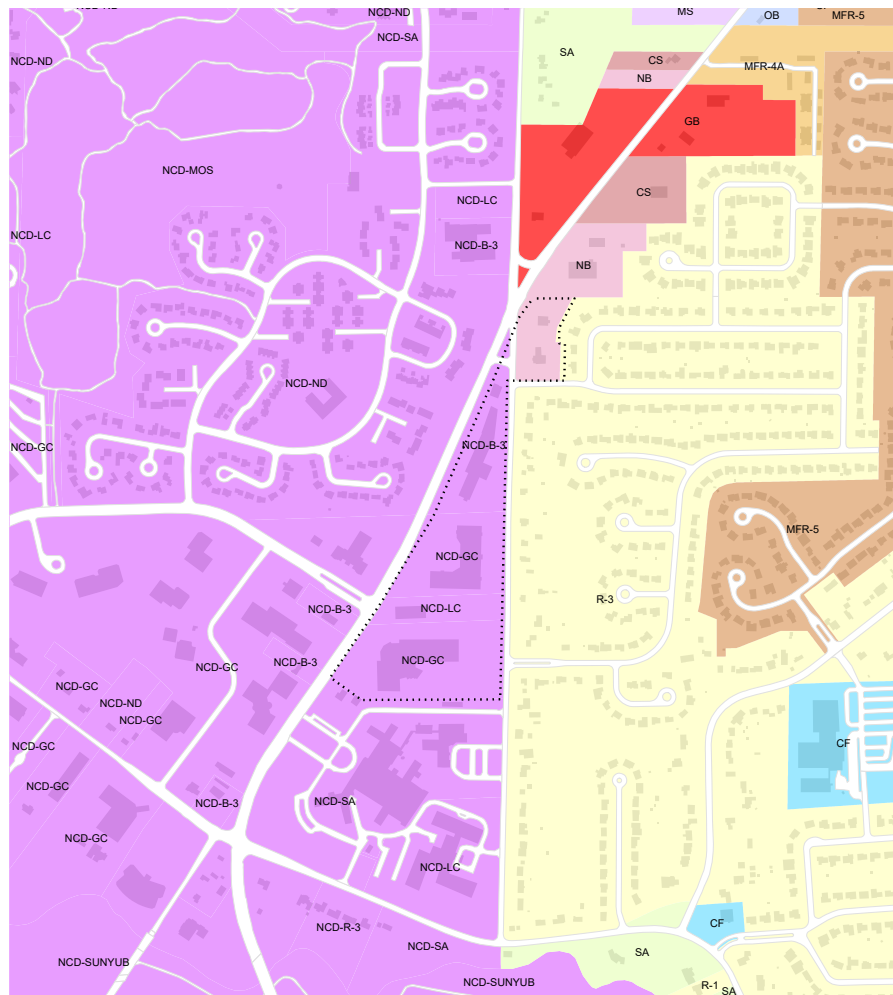 NCD-ND
MS
OB
MFR-5
NCD-SA
NCD-ND
SA
CS
NB
MFR-4A
GB
NCD-MOS
CS
NCD-LC
NCD-LC
NCD-B-3
NB
NCD-ND
NCD-GC
NCD-B-3
MFR-5
NCD-GC
R-3
NCD-B-3
NCD-LC
NCD-GC
NCD-B-3
NCD-GC
NCD-GC
NCD-ND
NCD-GC
NCD-GC
CF
NCD-GC
NCD-B-3
NCD-SA
NCD-GC
NCD-LC
CF
NCD-R-3
NCD-SA
SA
NCD-SUNYUB
NCD-SUNYUB
R-1
SA